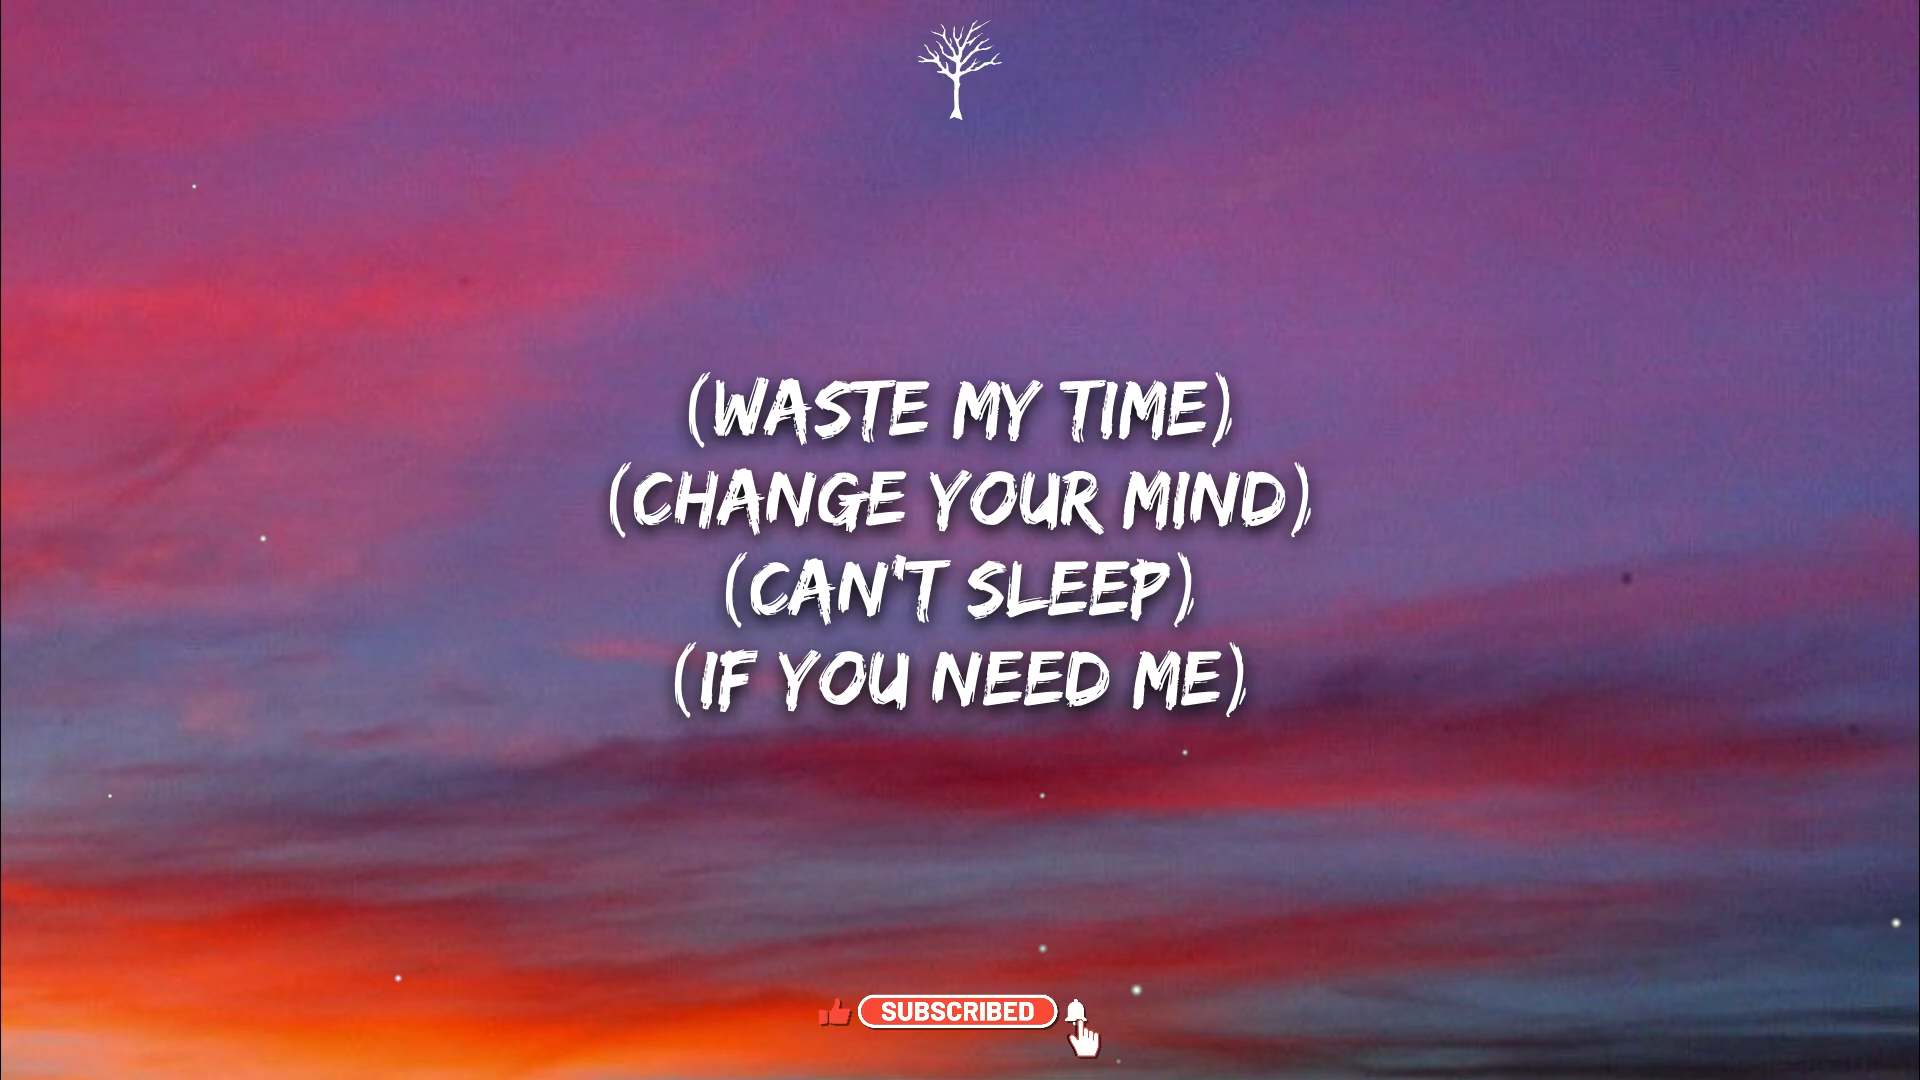 (WASTE MY TIME)
(CHANGE YOUR MIND)
(CAN'T SLEEP)
(IF YOU NEED ME)
SUBSCRIBED